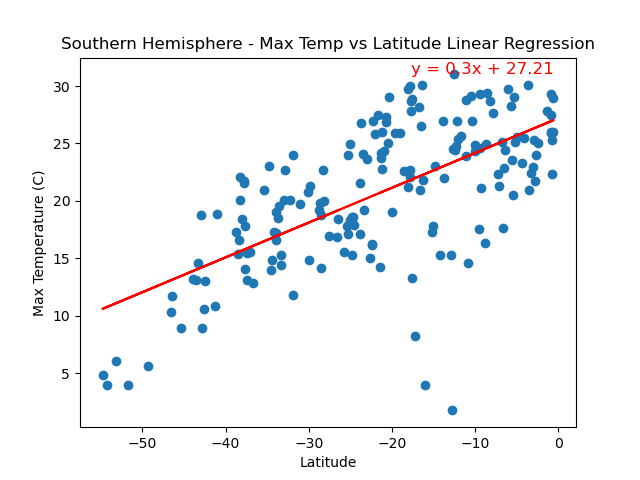 Southern Hemisphere - Max Temp vs Latitude Linear Regression
y = 0.3x + 27.21
30
25
20
15
10
5
Max Temperature (C)
−50 −40 −30 −20 −10 0
Latitude